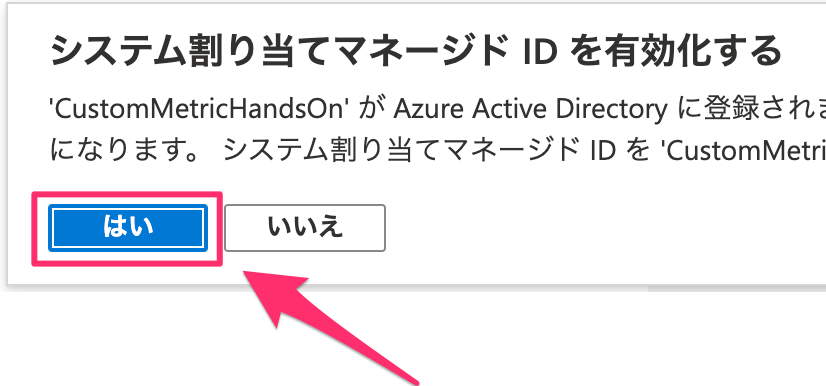 システム割り当てマネージド ID を有効化する
'CustomMetricHandsOn' が Azure Active Directory に登録されま
になります。 システム割り当てマネージド ID を 'CustomMetri
はい いいえ